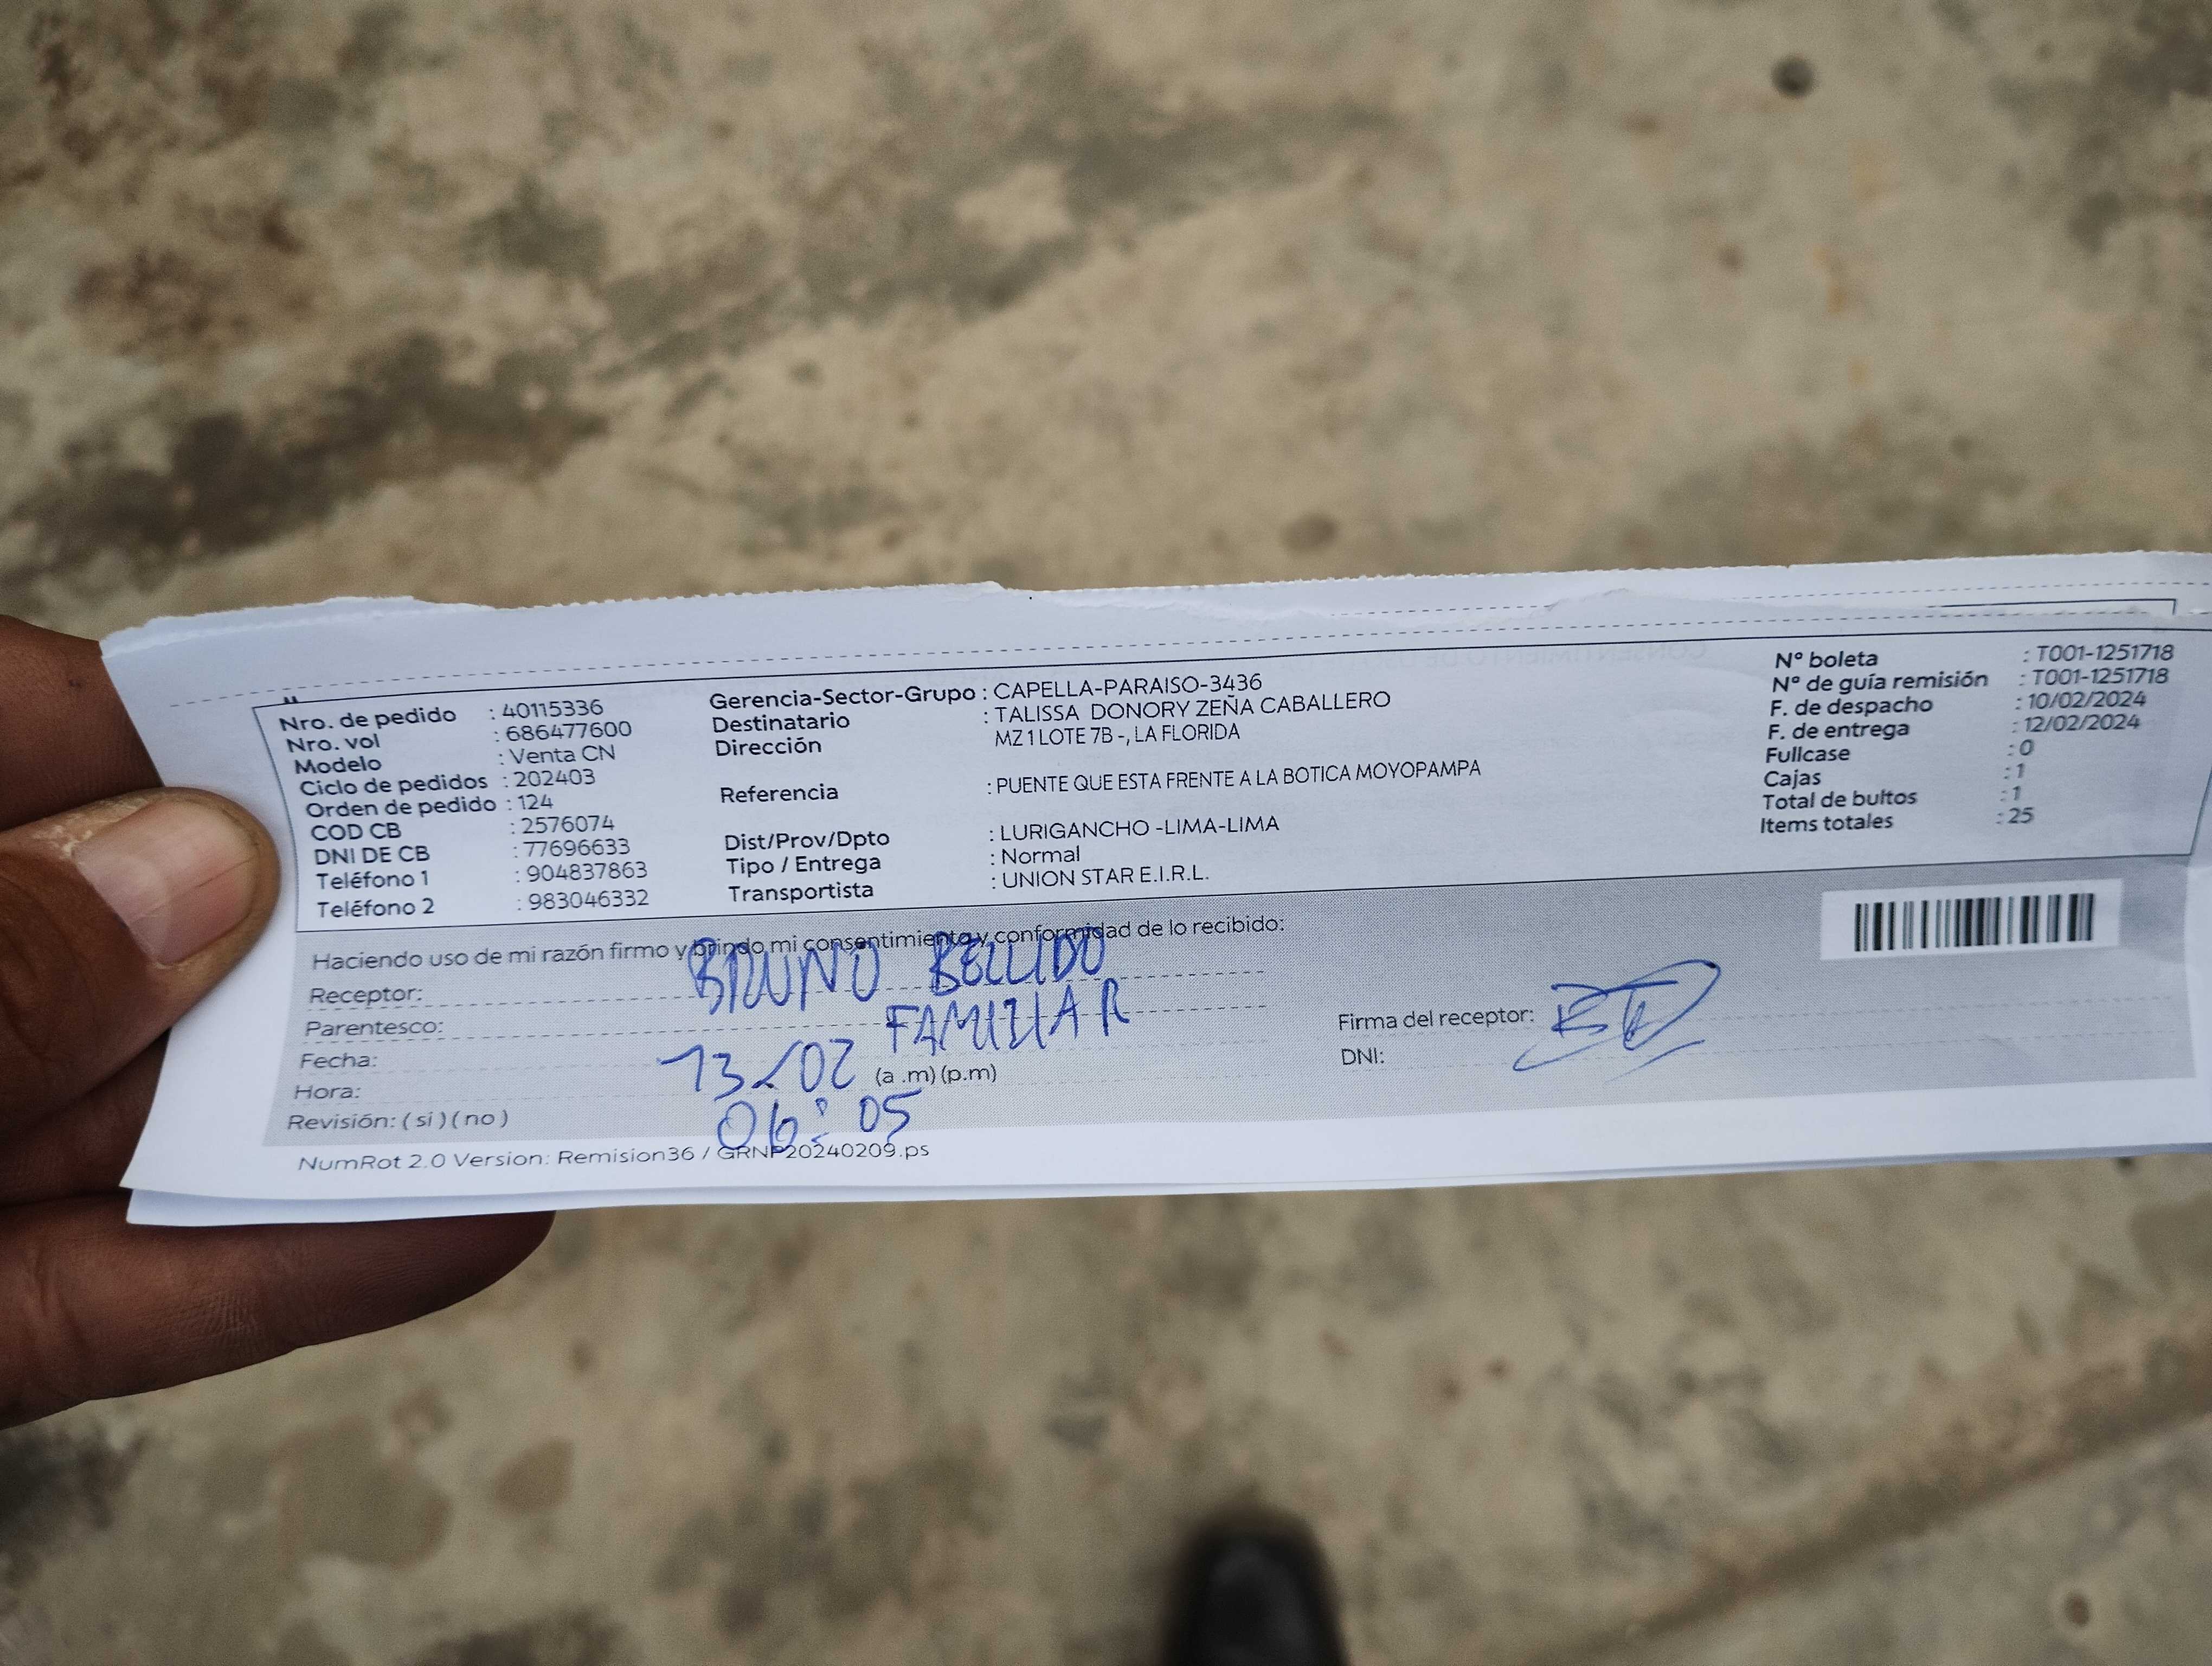 Nro. de pedido : 40115336
Nro. vol : 686477600
Modelo : Venta CN
Ciclo de pedidos : 202403
Orden de pedido : 124
COD CB : 2576074
DNI DE CB : 77696633
Teléfono 1 : 904837863
Teléfono 2 : 983046332
Gerencia-Sector-Grupo : CAPELLA-PARAISO-3436
Destinatario : TALISSA DONORY ZEÑA CABALLERO
Dirección MZ 1 LOTE 7B -, LA FLORIDA
Referencia : PUENTE QUE ESTA FRENTE A LA BOTICA MOYOPAMPA
Dist/Prov/Dpto : LURIGANCHO -LIMA-LIMA
Tipo / Entrega : Normal
Transportista : UNION STAR E.I.R.L.
Nº boleta : T001-1251718
Nº de guía remisión : T001-1251718
F. de despacho : 10/02/2024
F. de entrega : 12/02/2024
Fullcase : 0
Cajas : 1
Total de bultos : 1
Items totales : 25
Haciendo uso de mi razón firmo y brindo mi consentimiento y conformidad de lo recibido:
Receptor: BRUNO BELLIDO
Parentesco: FAMILIAR
Fecha: 13/02
Hora: 06:05 (a .m) (p.m)
Revisión: ( si ) ( no )
Firma del receptor:
DNI:
NumRot 2.0 Version: Remision36 / GRNP20240209.ps